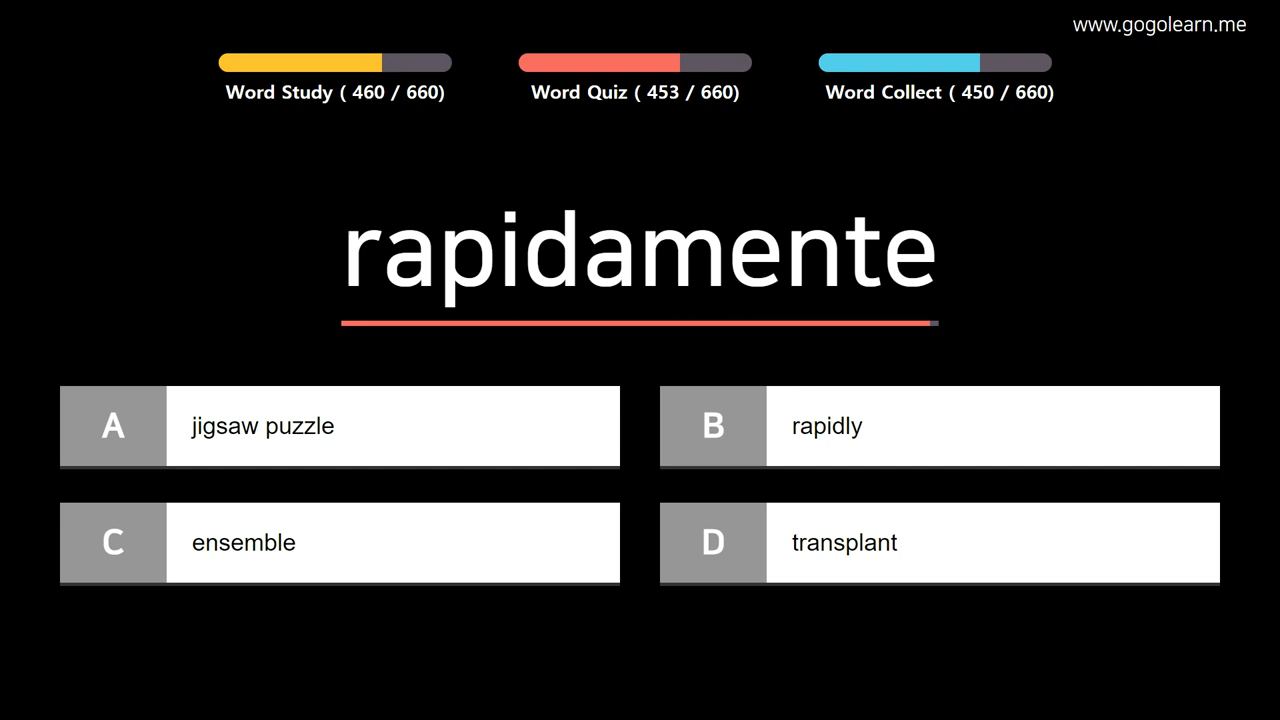 www.gogolearn.me
Word Study ( 460 / 660)
Word Quiz ( 453 / 660)
Word Collect ( 450 / 660)
rapidamente
A jigsaw puzzle
B rapidly
C ensemble
D transplant